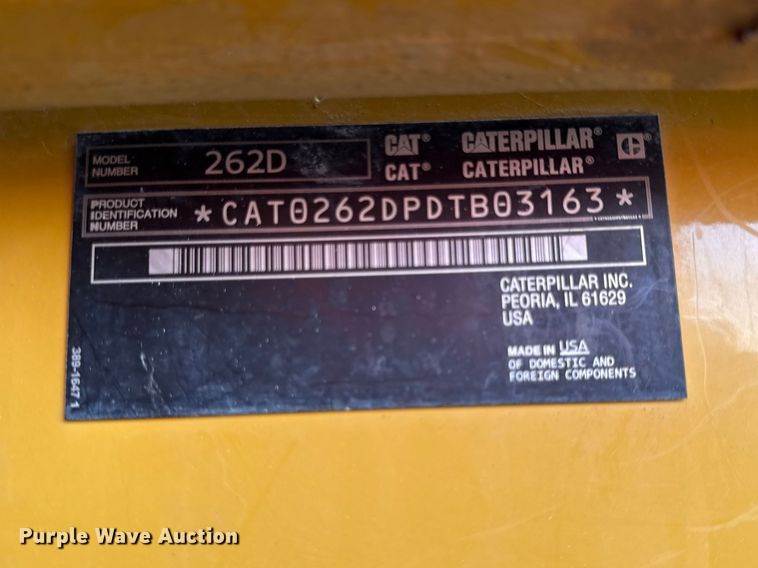 MODEL NUMBER 262D
CAT® CATERPILLAR®
CAT® CATERPILLAR®
PRODUCT IDENTIFICATION NUMBER *CAT0262DPDTB03163*
CATERPILLAR INC.
PEORIA, IL 61629
USA
MADE IN USA
OF DOMESTIC AND
FOREIGN COMPONENTS
389-1647 1
Purple Wave Auction